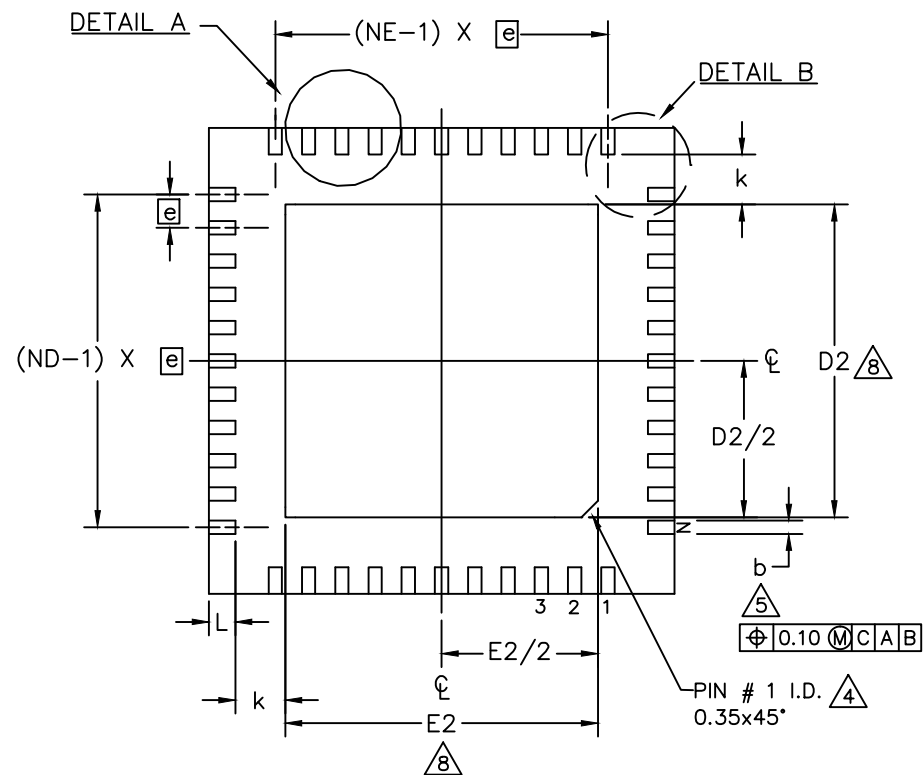 DETAIL A
(NE-1) X e
DETAIL B
k
e
(ND-1) X e
℄
D2 8
D2/2
N
b
5
⌖ 0.10 Ⓜ C A B
3 2 1
L
E2/2
k
℄
PIN # 1 I.D. 4
0.35x45°
E2
8